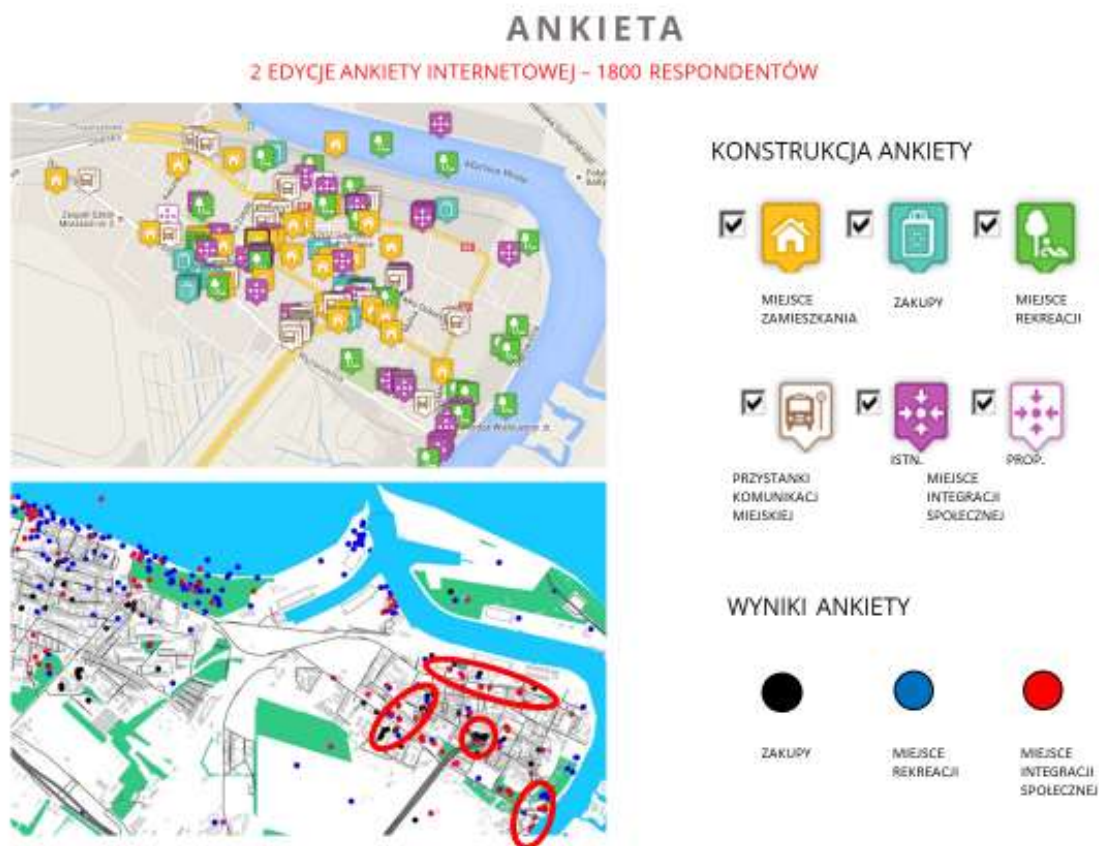 ANKIETA
2 EDYCJE ANKIETY INTERNETOWEJ – 1800 RESPONDENTÓW
KONSTRUKCJA ANKIETY
MIEJSCE
ZAMIESZKANIA
ZAKUPY
MIEJSCE
REKREACJI
PRZYSTANKI
KOMUNIKACJI
MIEJSKIEJ
ISTN.
PROP.
MIEJSCE
INTEGRACJI
SPOŁECZNEJ
WYNIKI ANKIETY
ZAKUPY
MIEJSCE
REKREACJI
MIEJSCE
INTEGRACJI
SPOŁECZNEJ